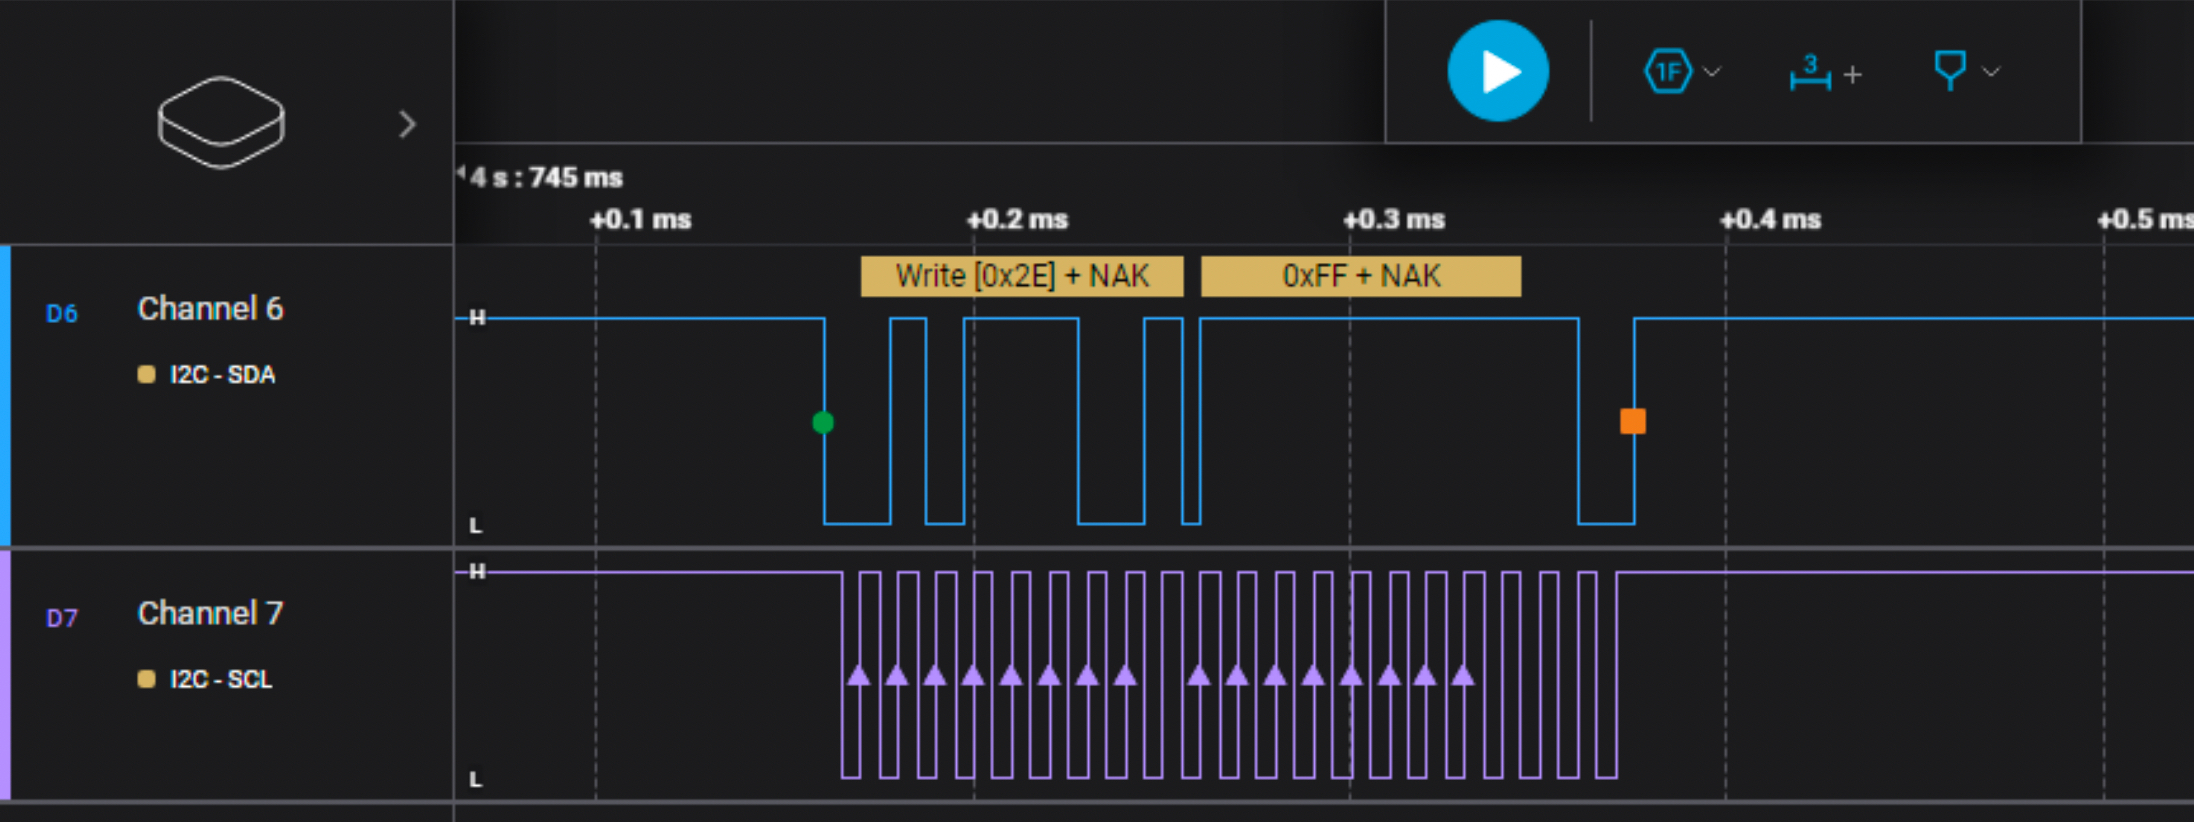 1F
3
+
4 s : 745 ms
+0.1 ms
+0.2 ms
+0.3 ms
+0.4 ms
+0.5 ms
D6
Channel 6
I2C - SDA
H
L
Write [0x2E] + NAK
0xFF + NAK
D7
Channel 7
I2C - SCL
H
L